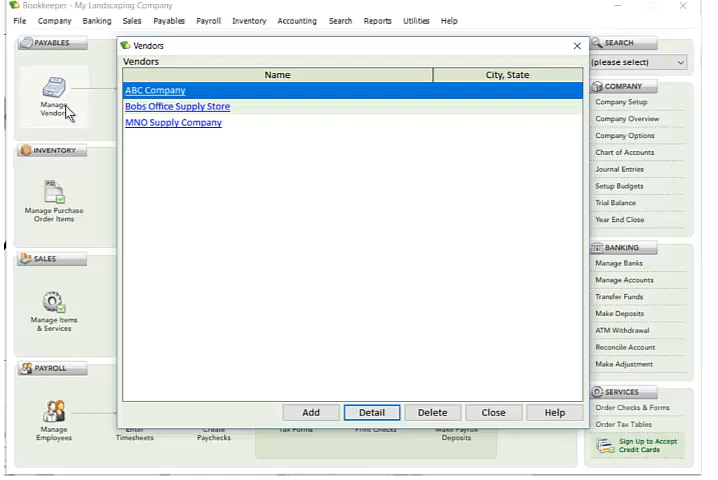 Bookkeeper - My Landscaping Company
File Company Banking Sales Payables Payroll Inventory Accounting Search Reports Utilities Help
PAYABLES
Manage
Vendors
INVENTORY
Manage Purchase
Order Items
SALES
Manage Items
& Services
PAYROLL
Manage
Employees
Enter
Timesheets
Create
Paychecks
Tax Forms
Print Checks
Make Payroll
Deposits
Vendors
Vendors
Name City, State
ABC Company
Bobs Office Supply Store
MNO Supply Company
Add Detail Delete Close Help
SEARCH
(please select)
COMPANY
Company Setup
Company Overview
Company Options
Chart of Accounts
Journal Entries
Setup Budgets
Trial Balance
Year End Close
BANKING
Manage Banks
Manage Accounts
Transfer Funds
Make Deposits
ATM Withdrawal
Reconcile Account
Make Adjustment
SERVICES
Order Checks & Forms
Order Tax Tables
Sign Up to Accept
Credit Cards